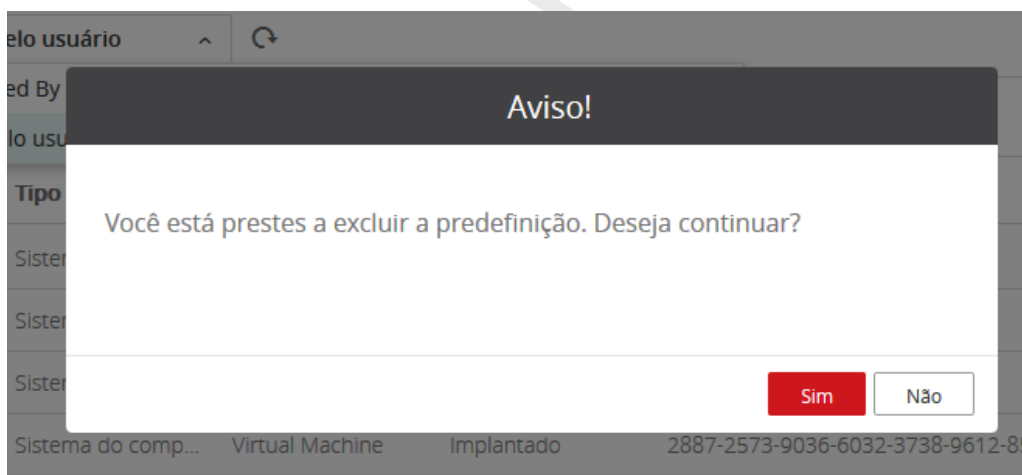 elo usuário
ed By
lo usu
Aviso!
Tipo
Você está prestes a excluir a predefinição. Deseja continuar?
Sister
Sister
Sister
Sim Não
Sistema do comp... Virtual Machine Implantado 2887-2573-9036-6032-3738-9612-8